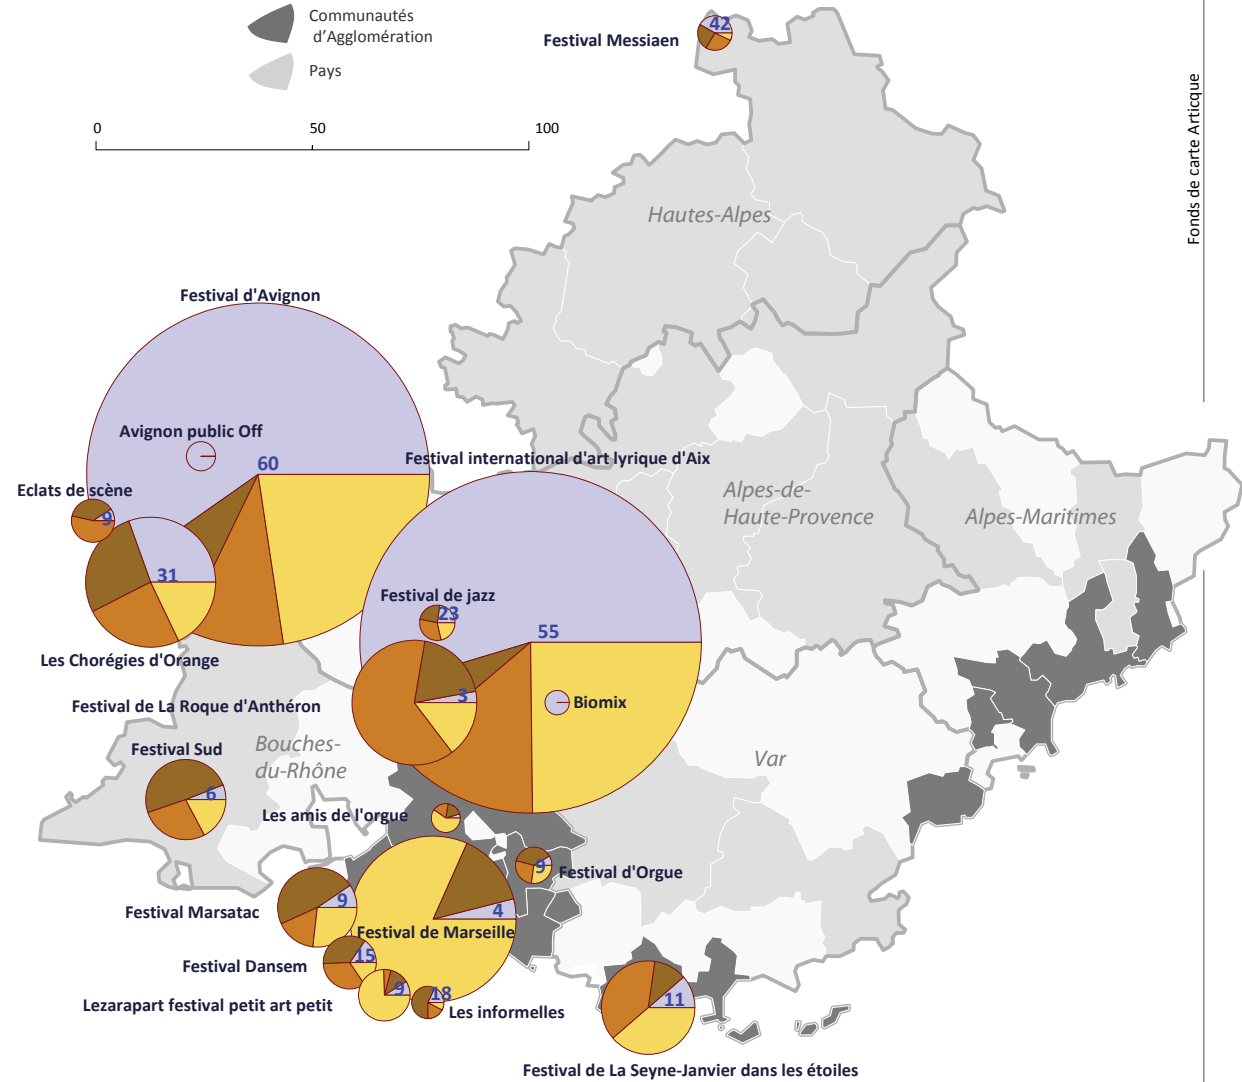 Communautés
d'Agglomération
Pays
0 50 100
Fonds de carte Articque
Festival Messiaen
42
Hautes-Alpes
Festival d'Avignon
Avignon public Off
60
Festival international d'art lyrique d'Aix
Eclats de scène
9
Alpes-de-
Haute-Provence
Alpes-Maritimes
31
Festival de jazz
23
55
Les Chorégies d'Orange
3
Biomix
Festival de La Roque d'Anthéron
Bouches-
du-Rhône
Var
Festival Sud
6
Les amis de l'orgue
9
Festival d'Orgue
9
Festival Marsatac
4
Festival de Marseille
15
Festival Dansem
9
18
Lezarapart festival petit art petit
Les informelles
11
Festival de La Seyne-Janvier dans les étoiles